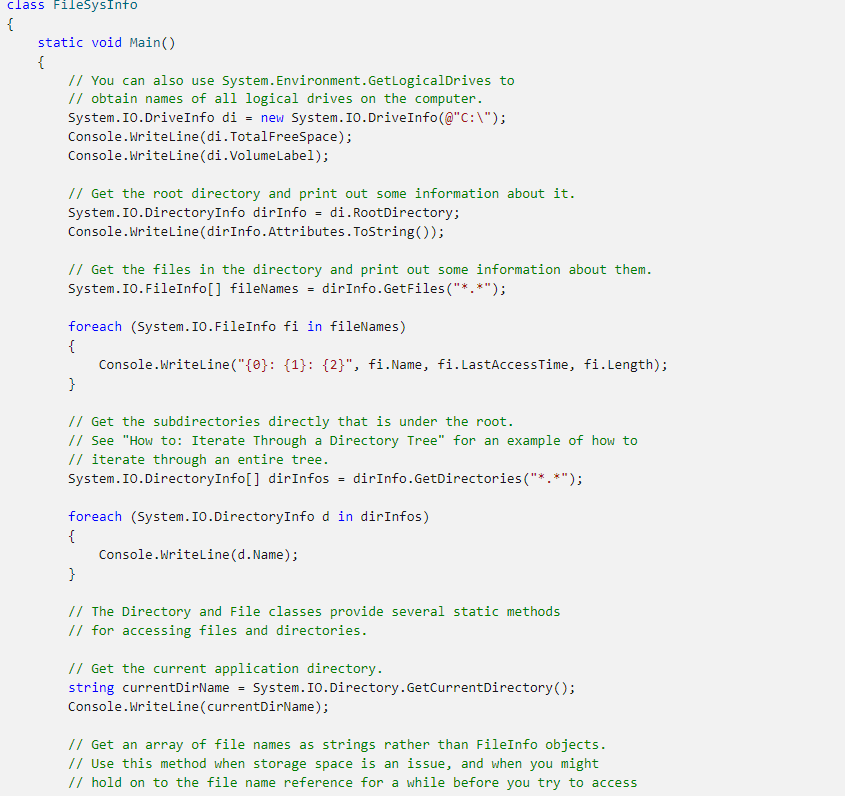 class FileSysInfo
{
    static void Main()
    {
        // You can also use System.Environment.GetLogicalDrives to
        // obtain names of all logical drives on the computer.
        System.IO.DriveInfo di = new System.IO.DriveInfo(@"C:\");
        Console.WriteLine(di.TotalFreeSpace);
        Console.WriteLine(di.VolumeLabel);

        // Get the root directory and print out some information about it.
        System.IO.DirectoryInfo dirInfo = di.RootDirectory;
        Console.WriteLine(dirInfo.Attributes.ToString());

        // Get the files in the directory and print out some information about them.
        System.IO.FileInfo[] fileNames = dirInfo.GetFiles("*.*");

        foreach (System.IO.FileInfo fi in fileNames)
        {
            Console.WriteLine("{0}: {1}: {2}", fi.Name, fi.LastAccessTime, fi.Length);
        }

        // Get the subdirectories directly that is under the root.
        // See "How to: Iterate Through a Directory Tree" for an example of how to
        // iterate through an entire tree.
        System.IO.DirectoryInfo[] dirInfos = dirInfo.GetDirectories("*.*");

        foreach (System.IO.DirectoryInfo d in dirInfos)
        {
            Console.WriteLine(d.Name);
        }

        // The Directory and File classes provide several static methods
        // for accessing files and directories.

        // Get the current application directory.
        string currentDirName = System.IO.Directory.GetCurrentDirectory();
        Console.WriteLine(currentDirName);

        // Get an array of file names as strings rather than FileInfo objects.
        // Use this method when storage space is an issue, and when you might
        // hold on to the file name reference for a while before you try to access